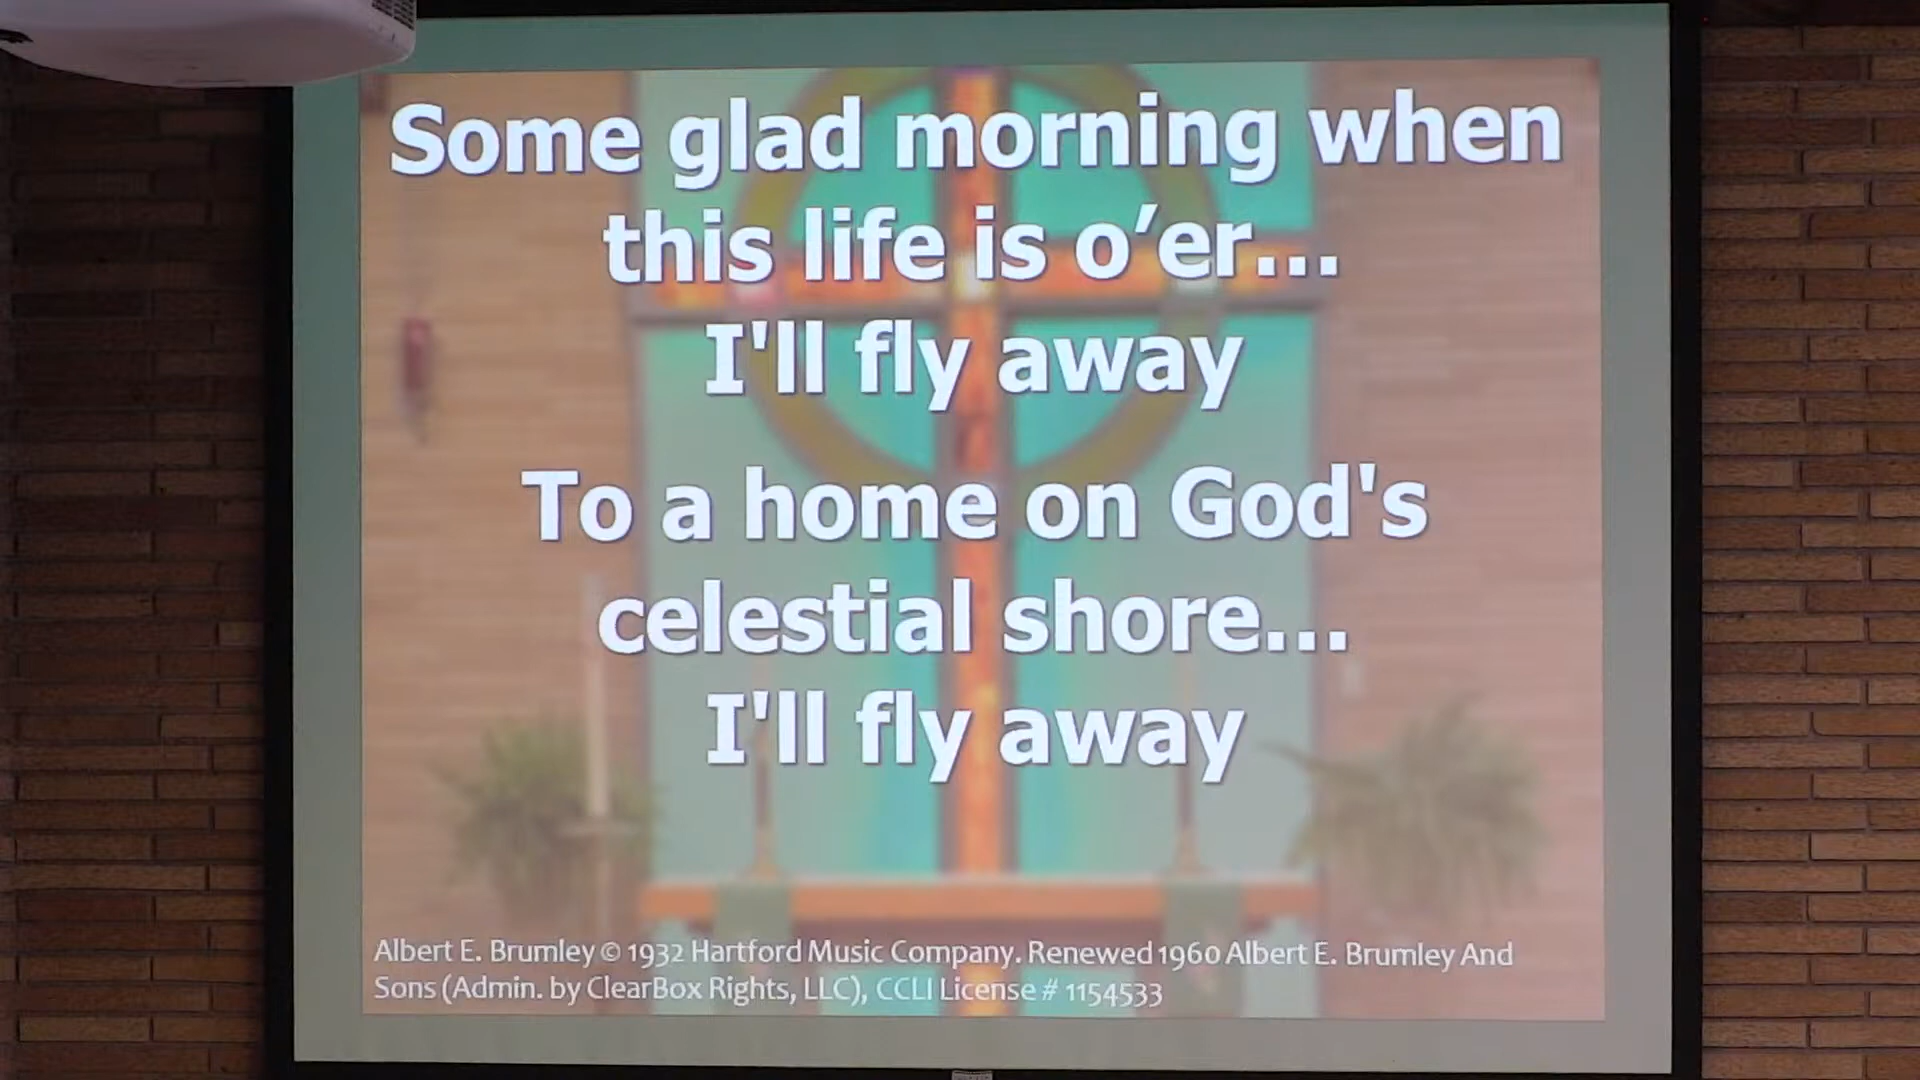 Some glad morning when
this life is o’er...
I'll fly away
To a home on God's
celestial shore...
I'll fly away
Albert E. Brumley © 1932 Hartford Music Company. Renewed 1960 Albert E. Brumley And
Sons (Admin. by ClearBox Rights, LLC), CCLI License # 1154533